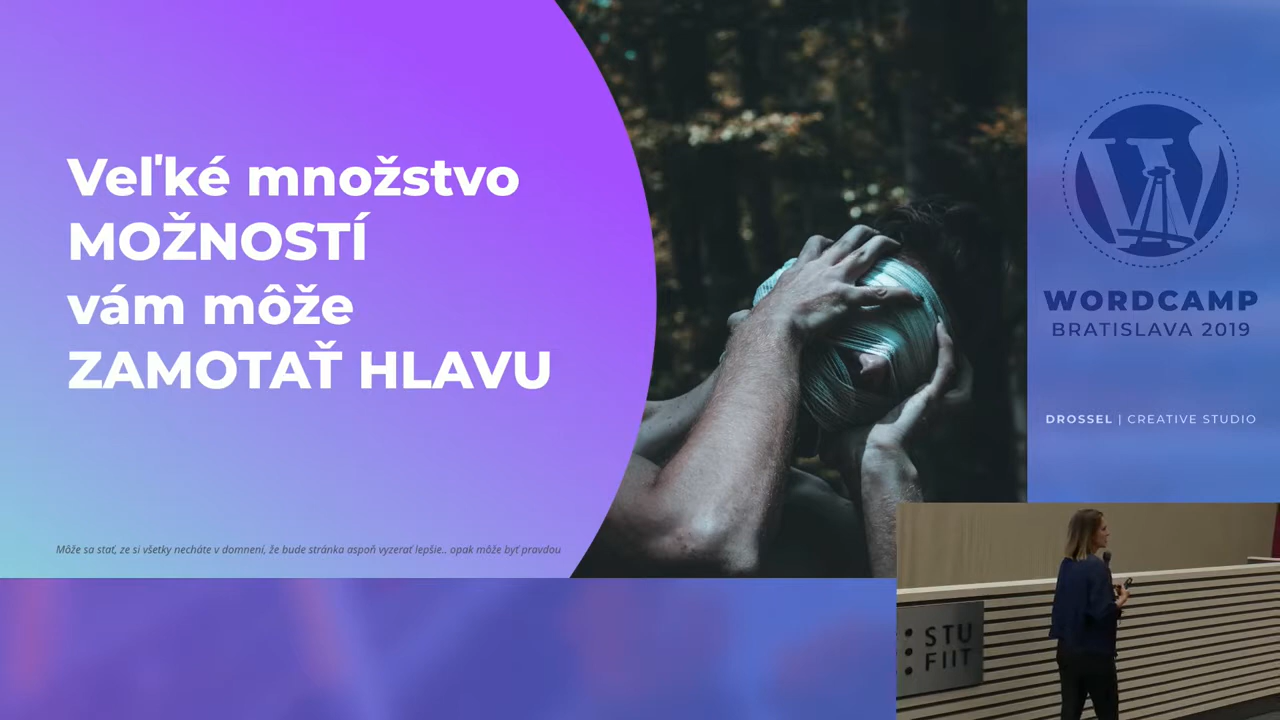 Veľké množstvo
MOŽNOSTÍ
vám môže
ZAMOTAŤ HLAVU
Môže sa stať, ze si všetky necháte v domnení, že bude stránka aspoň vyzerať lepšie.. opak môže byť pravdou
WORDCAMP
BRATISLAVA 2019
DROSSEL | CREATIVE STUDIO
STU
FIIT